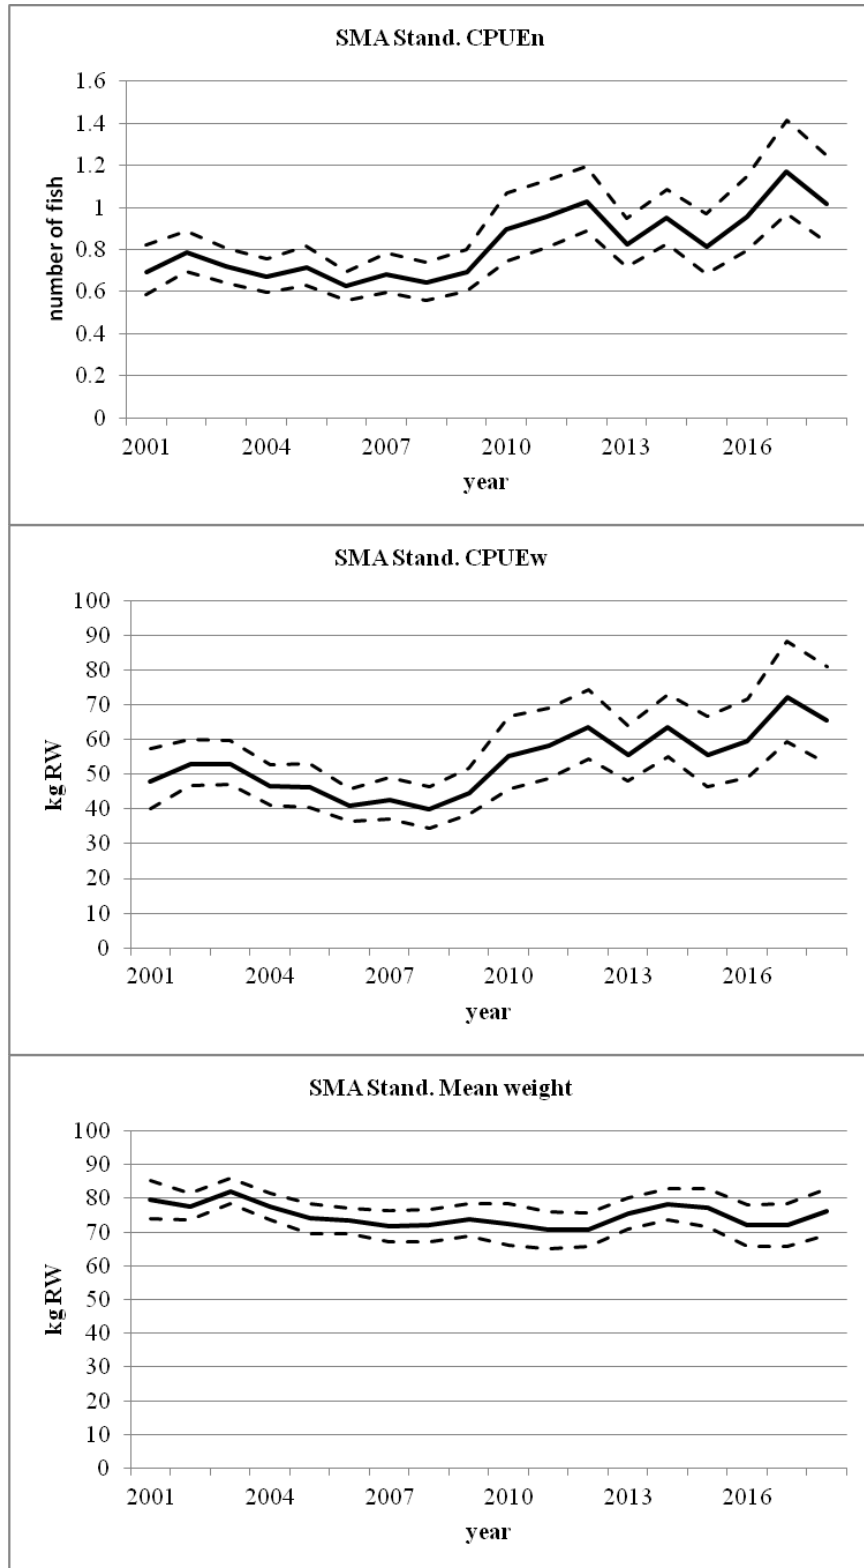 SMA Stand. CPUEn
number of fish
1.6
1.4
1.2
1
0.8
0.6
0.4
0.2
0
2001 2004 2007 2010 2013 2016
year
SMA Stand. CPUEw
kg RW
100
90
80
70
60
50
40
30
20
10
0
2001 2004 2007 2010 2013 2016
year
SMA Stand. Mean weight
kg RW
100
90
80
70
60
50
40
30
20
10
0
2001 2004 2007 2010 2013 2016
year